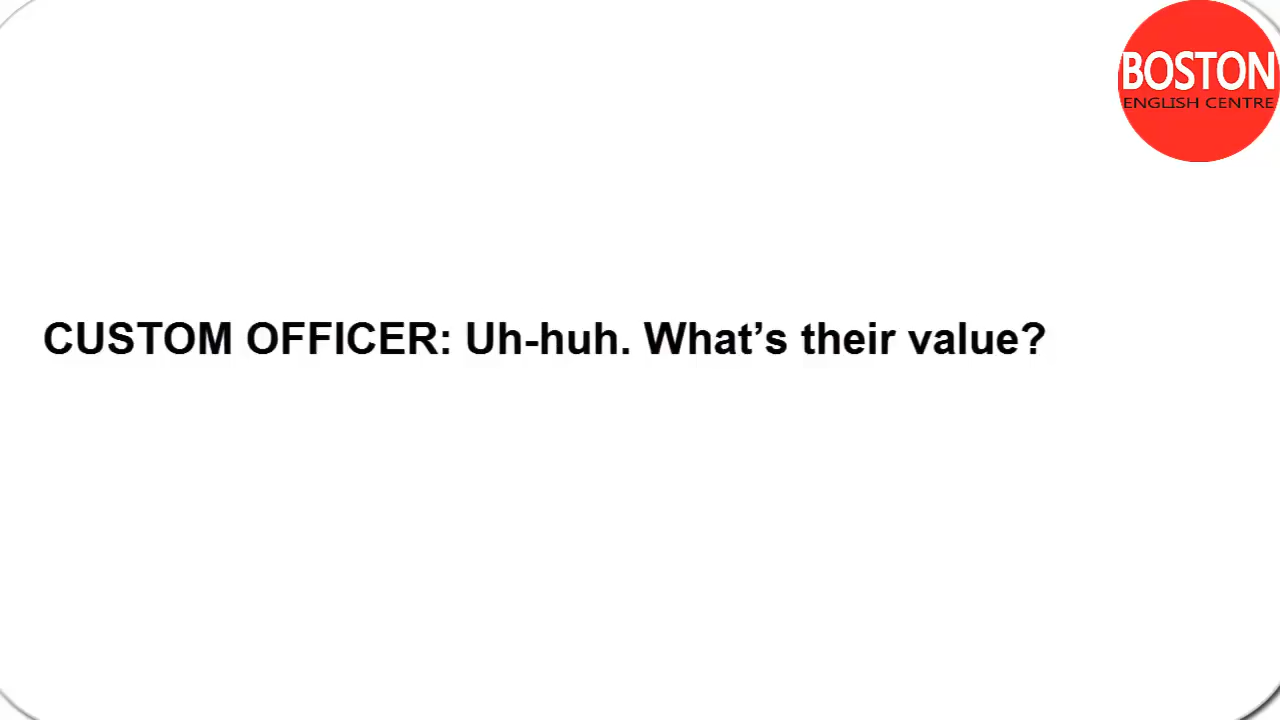 BOSTON
ENGLISH CENTRE
CUSTOM OFFICER: Uh-huh. What’s their value?